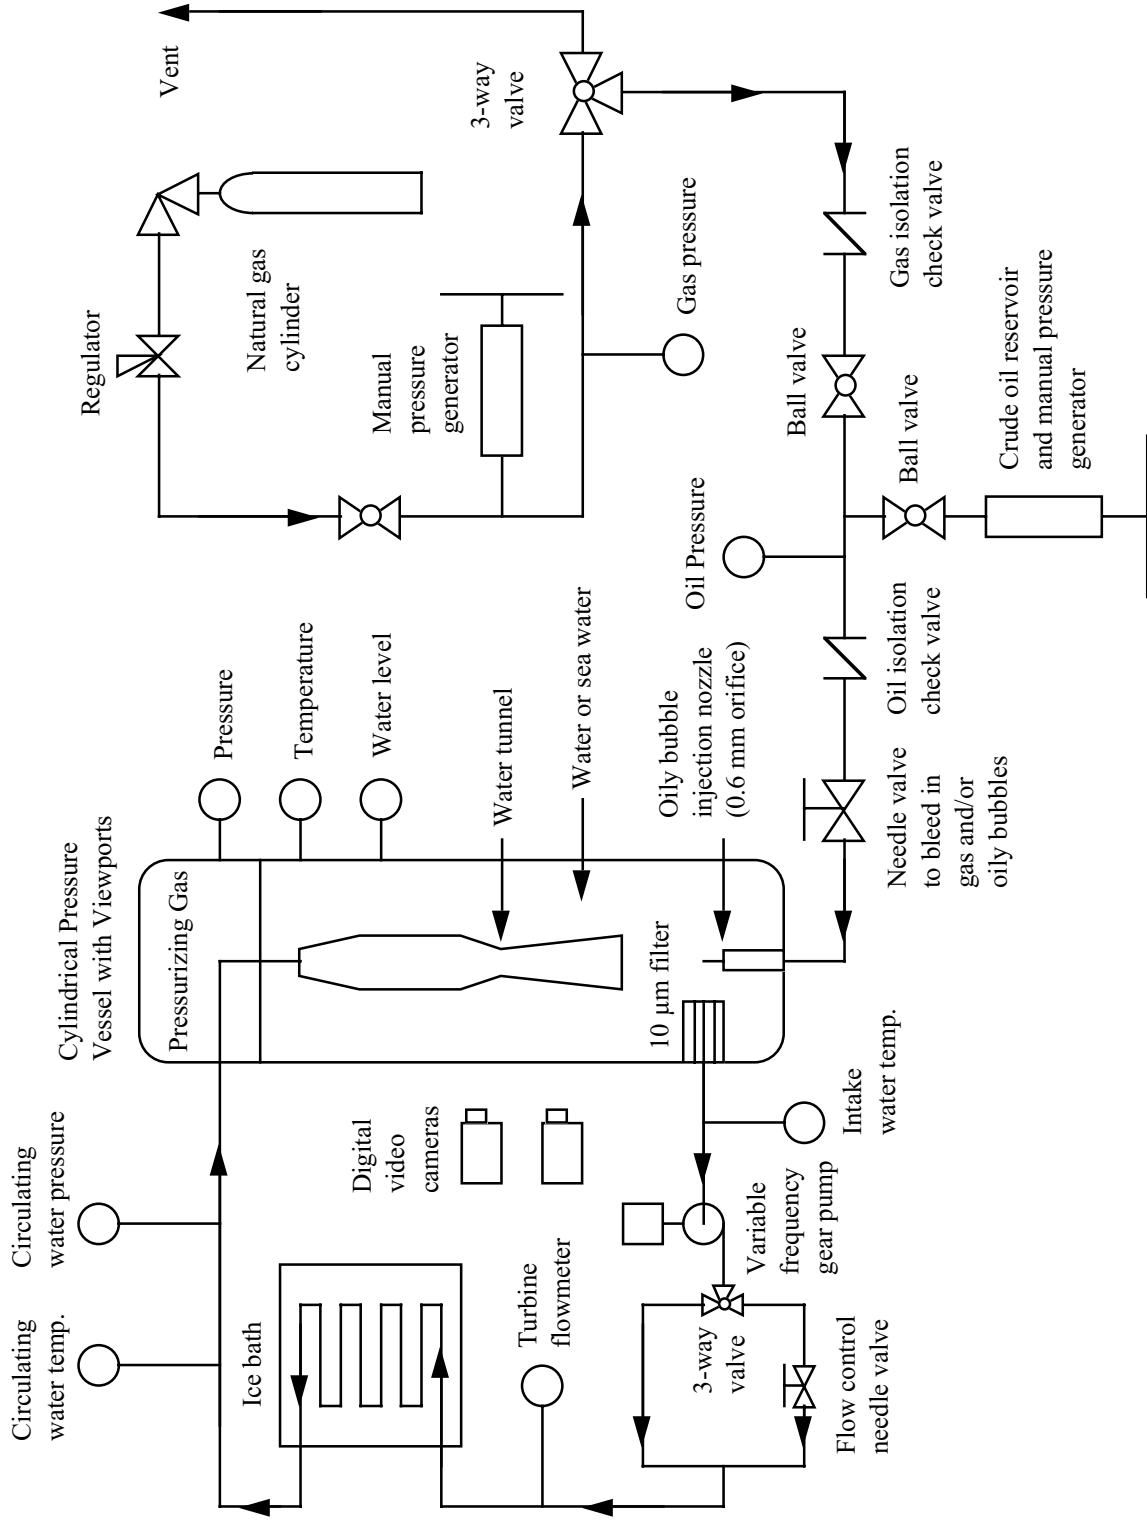 Circulating
water temp.
Circulating
water pressure
Cylindrical Pressure
Vessel with Viewports
Regulator
Vent
Pressurizing Gas
Pressure
Natural gas
cylinder
Ice bath
Temperature
Digital
video
cameras
Water level
Manual
pressure
generator
3-way
valve
Turbine
flowmeter
Water tunnel
Water or sea water
Gas pressure
3-way
valve
Variable
frequency
gear pump
10 µm filter
Oily bubble
injection nozzle
(0.6 mm orifice)
Oil Pressure
Ball valve
Flow control
needle valve
Intake
water temp.
Needle valve
to bleed in
gas and/or
oily bubbles
Oil isolation
check valve
Ball valve
Gas isolation
check valve
Crude oil reservoir
and manual pressure
generator